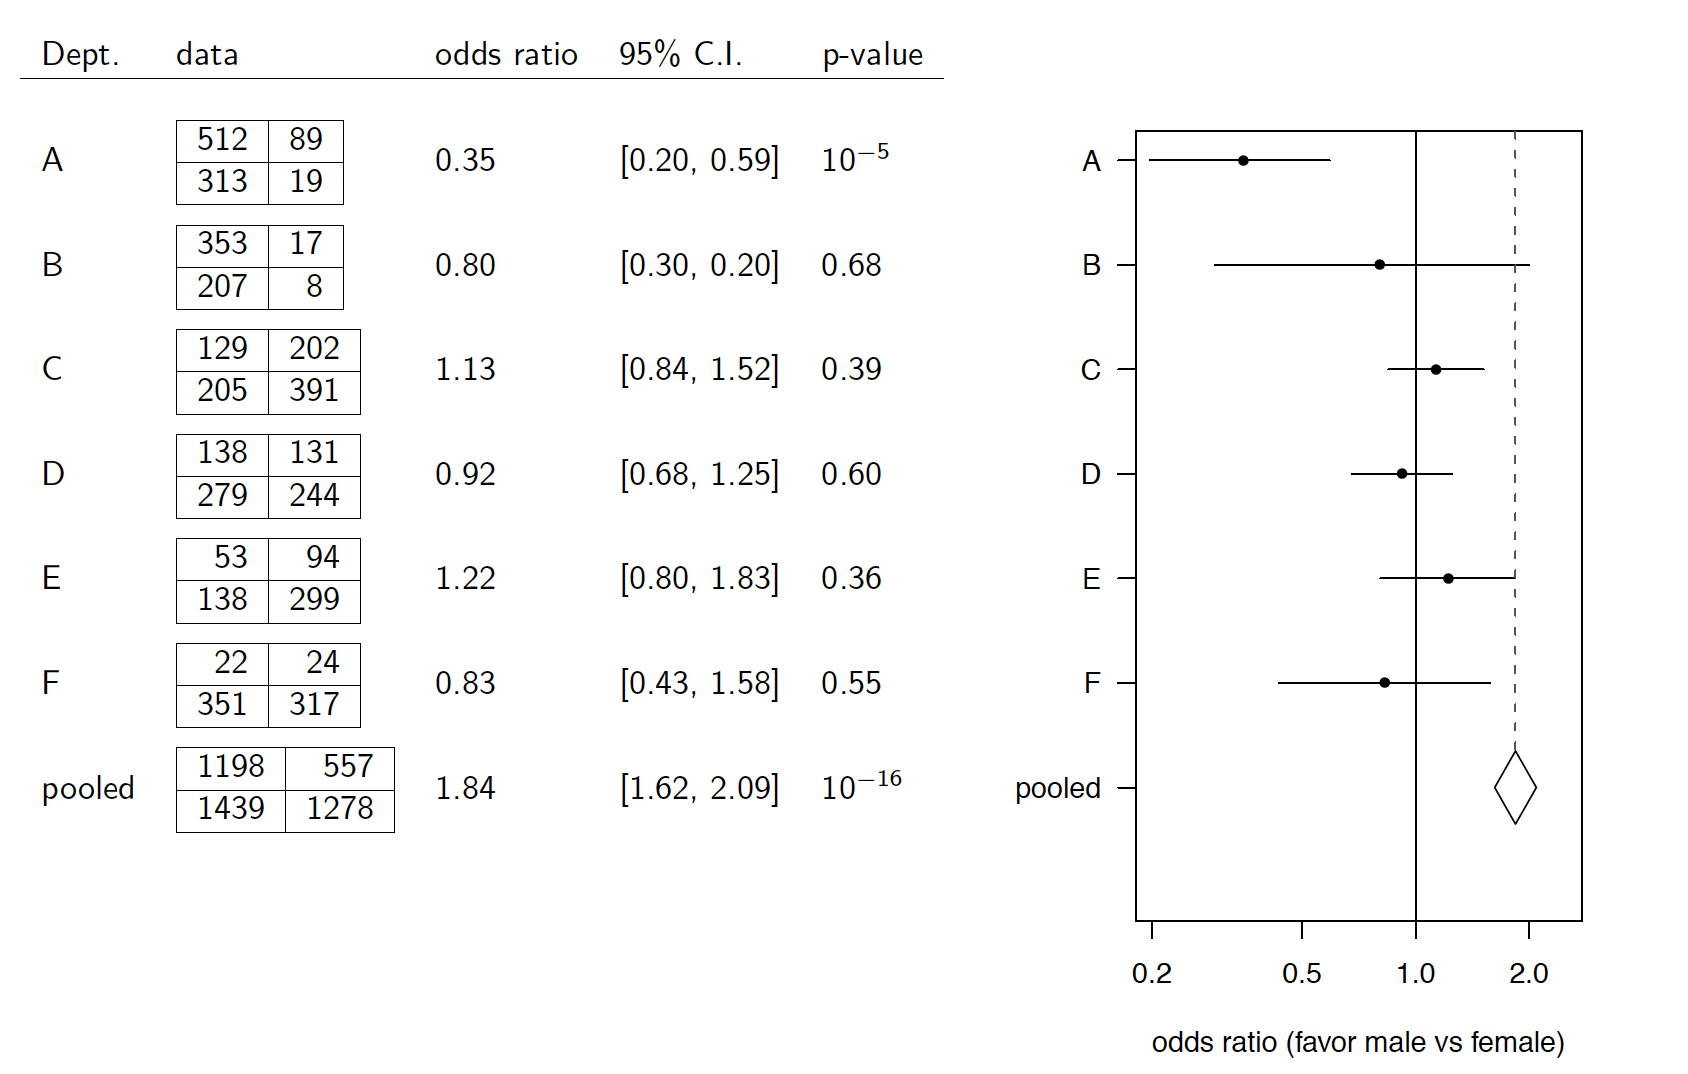 Dept. data odds ratio 95% C.I. p-value
512 89
A 0.35 [0.20, 0.59] 10⁻⁵
313 19
353 17
B 0.80 [0.30, 0.20] 0.68
207 8
129 202
C 1.13 [0.84, 1.52] 0.39
205 391
138 131
D 0.92 [0.68, 1.25] 0.60
279 244
53 94
E 1.22 [0.80, 1.83] 0.36
138 299
22 24
F 0.83 [0.43, 1.58] 0.55
351 317
1198 557
pooled 1.84 [1.62, 2.09] 10⁻¹⁶
1439 1278
A
B
C
D
E
F
pooled
0.2 0.5 1.0 2.0
odds ratio (favor male vs female)